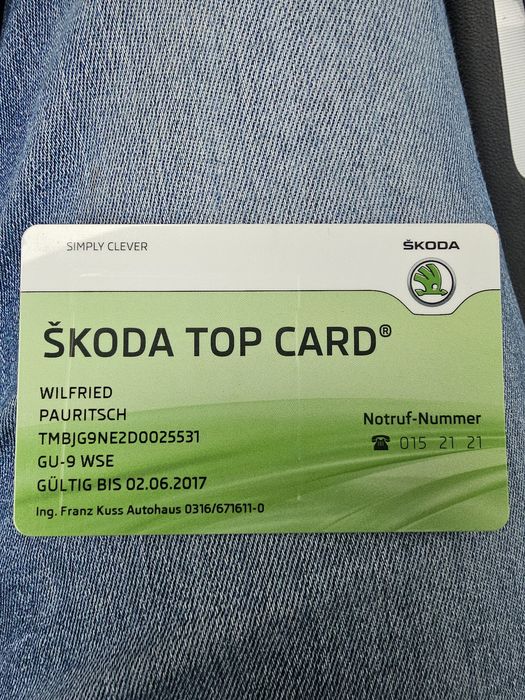 SIMPLY CLEVER
ŠKODA
ŠKODA TOP CARD®
WILFRIED
PAURITSCH
TMBJG9NE2D0025531
GU-9 WSE
GÜLTIG BIS 02.06.2017
Ing. Franz Kuss Autohaus 0316/671611-0
Notruf-Nummer
☎ 015 21 21